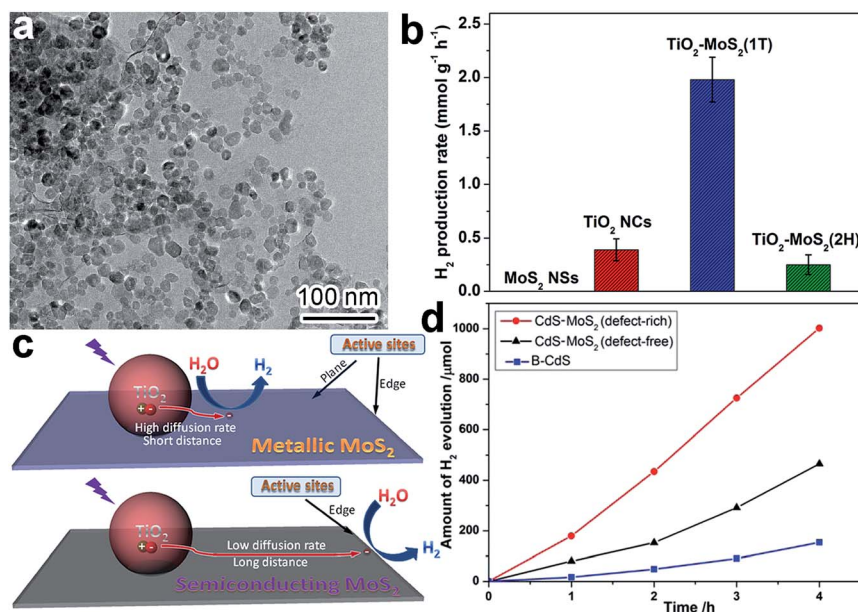 a
100 nm
b
H₂ production rate (mmol g⁻¹ h⁻¹)
2.5
2.0
1.5
1.0
0.5
0.0
MoS₂ NSs
TiO₂ NCs
TiO₂-MoS₂(1T)
TiO₂-MoS₂(2H)
c
TiO₂
+ -
H₂O
H₂
Active sites
Plane
Edge
-
High diffusion rate
Short distance
Metallic MoS₂
TiO₂
+ -
Active sites
Edge
H₂O
H₂
-
Low diffusion rate
Long distance
Semiconducting MoS₂
d
Amount of H₂ evolution /μmol
1000
800
600
400
200
0
CdS-MoS₂ (defect-rich)
CdS-MoS₂ (defect-free)
B-CdS
0 1 2 3 4
Time /h